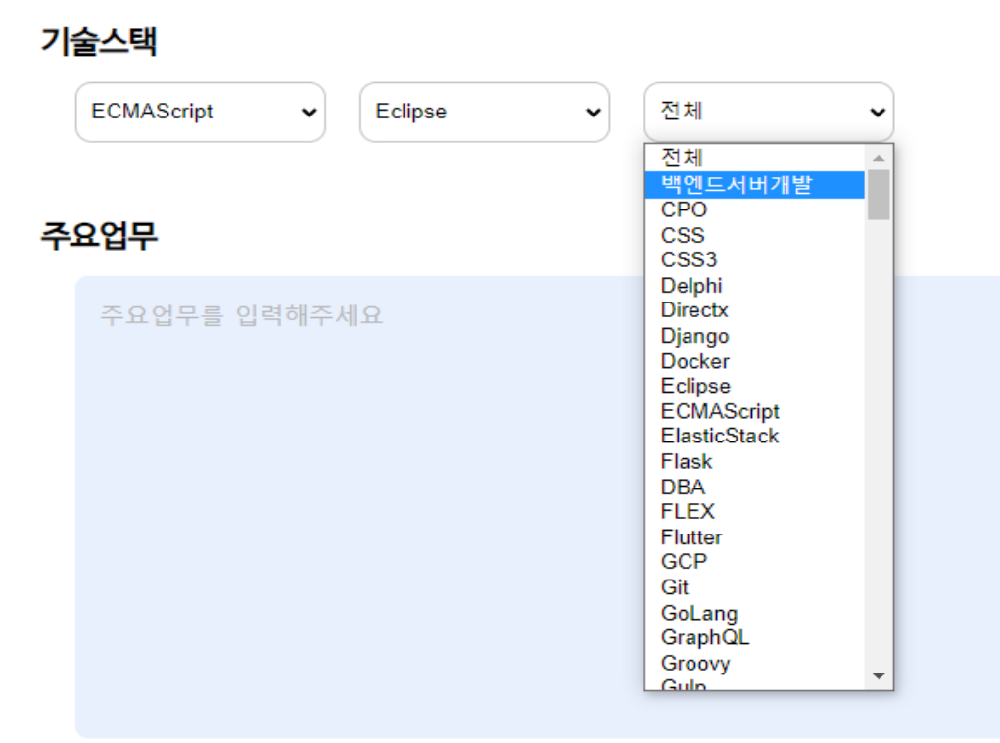 기술스택
ECMAScript Eclipse 전체
전체
백엔드서버개발
CPO
CSS
CSS3
Delphi
Directx
Django
Docker
Eclipse
ECMAScript
ElasticStack
Flask
DBA
FLEX
Flutter
GCP
Git
GoLang
GraphQL
Groovy
Gulp
주요업무
주요업무를 입력해주세요